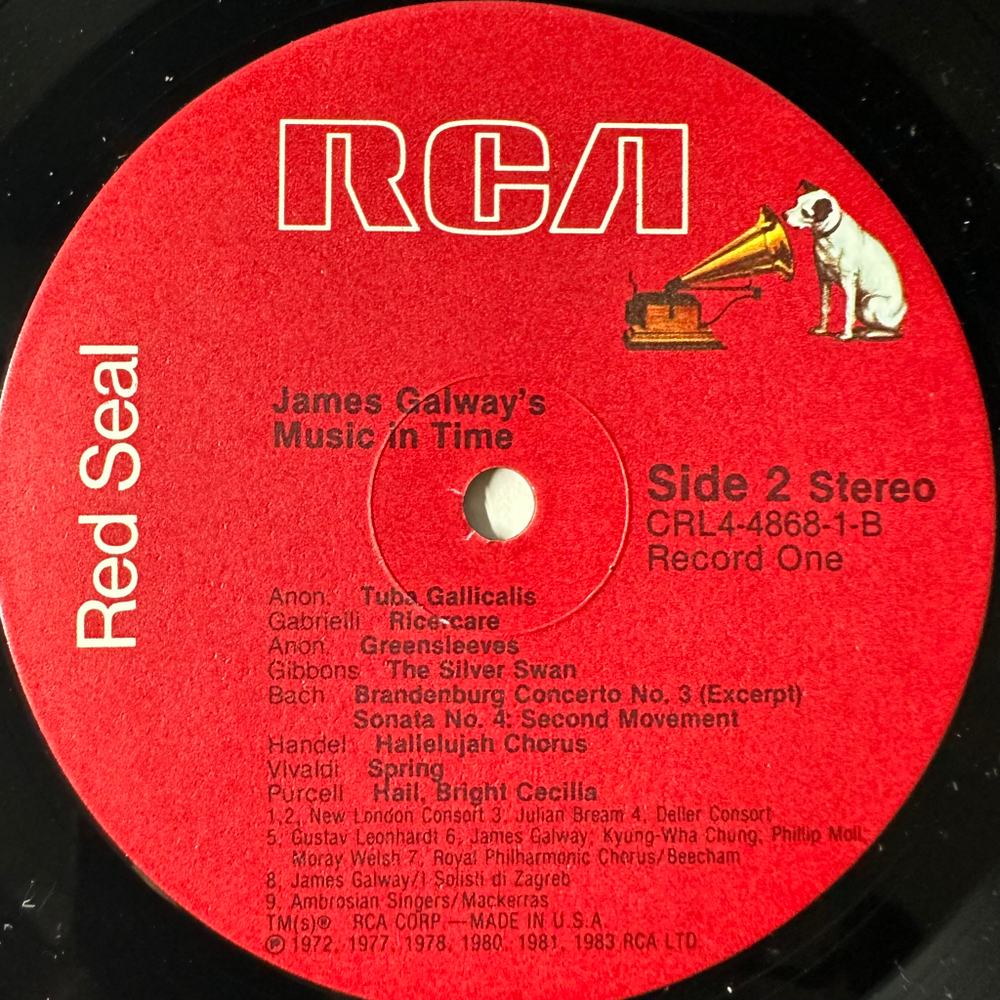 RCA
Red Seal
James Galway's
Music in Time
Side 2 Stereo
CRL4-4868-1-B
Record One
Anon. Tuba Gallicalis
Gabrielli Ricercare
Anon. Greensleeves
Gibbons The Silver Swan
Bach Brandenburg Concerto No. 3 (Excerpt)
Sonata No. 4: Second Movement
Handel Hallelujah Chorus
Vivaldi Spring
Purcell Hail, Bright Cecilia
1,2, New London Consort 3, Julian Bream 4, Deller Consort
5, Gustav Leonhardt 6, James Galway, Kyung-Wha Chung, Phillip Moll,
Moray Welsh 7, Royal Philharmonic Chorus/Beecham
8, James Galway/I Solisti di Zagreb
9, Ambrosian Singers/Mackerras
TM(s)® RCA CORP.—MADE IN U.S.A.
℗ 1972, 1977, 1978, 1980, 1981, 1983 RCA LTD.